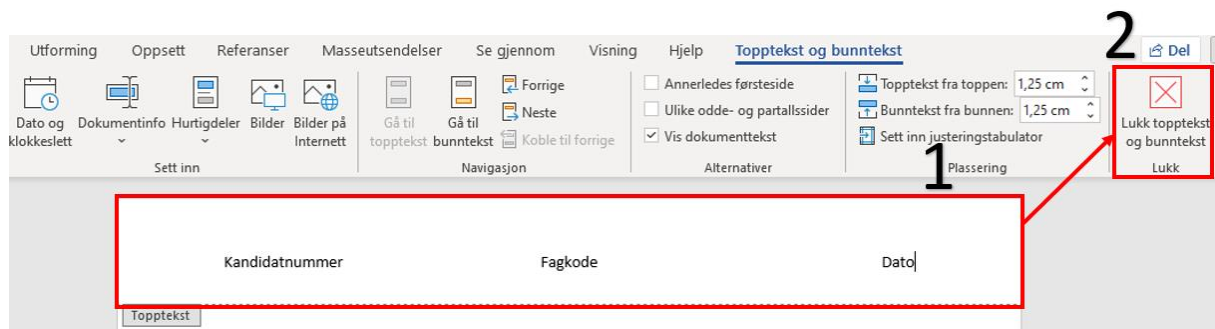 2
Utforming Oppsett Referanser Masseutsendelser Se gjennom Visning Hjelp Topptekst og bunntekst Del
Dato og klokkeslett
Dokumentinfo
Hurtigdeler
Bilder
Bilder på Internett
Sett inn
Gå til topptekst
Gå til bunntekst
Forrige
Neste
Koble til forrige
Navigasjon
Annerledes førsteside
Ulike odde- og partallssider
Vis dokumenttekst
Alternativer
Topptekst fra toppen: 1,25 cm
Bunntekst fra bunnen: 1,25 cm
Sett inn justeringstabulator
Plassering
Lukk topptekst
og bunntekst
Lukk
1
Kandidatnummer Fagkode Dato
Topptekst